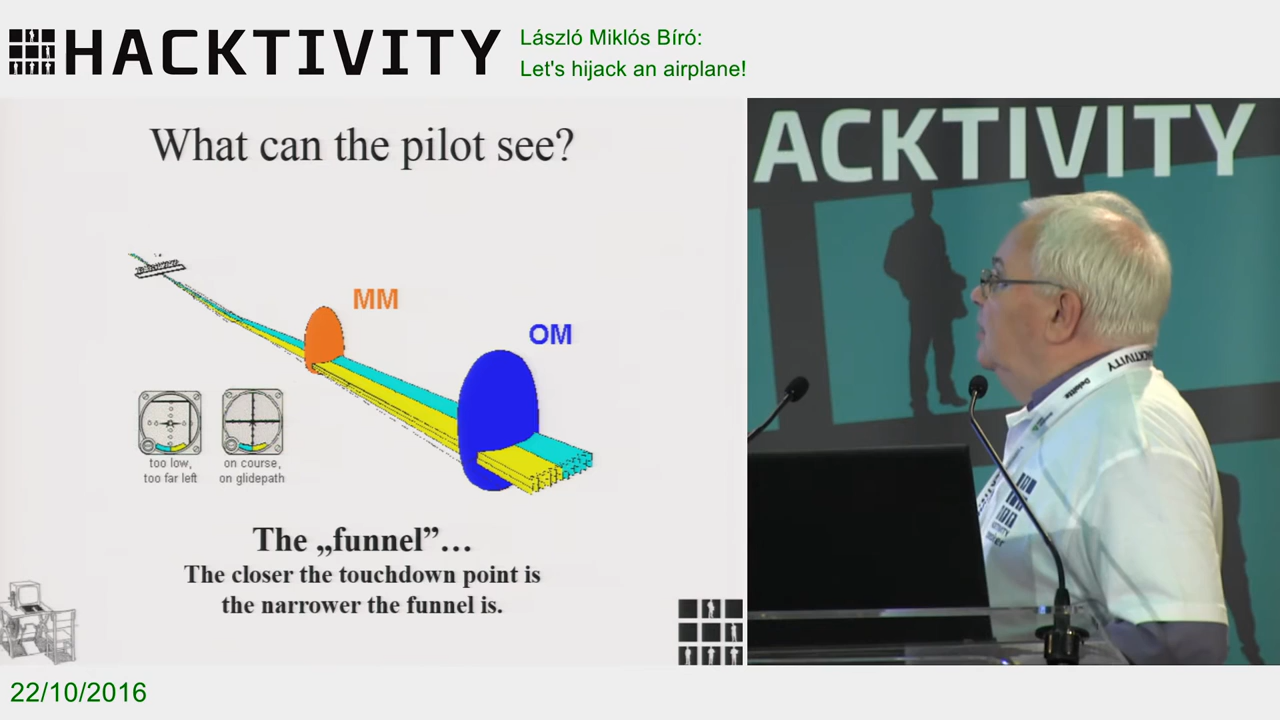 HACKTIVITY
László Miklós Bíró:
Let's hijack an airplane!
What can the pilot see?
MM
OM
too low,
too far left
on course,
on glidepath
The „funnel”…
The closer the touchdown point is
the narrower the funnel is.
ACKTIVITY
HACKTIVITY
Deloitte
22/10/2016